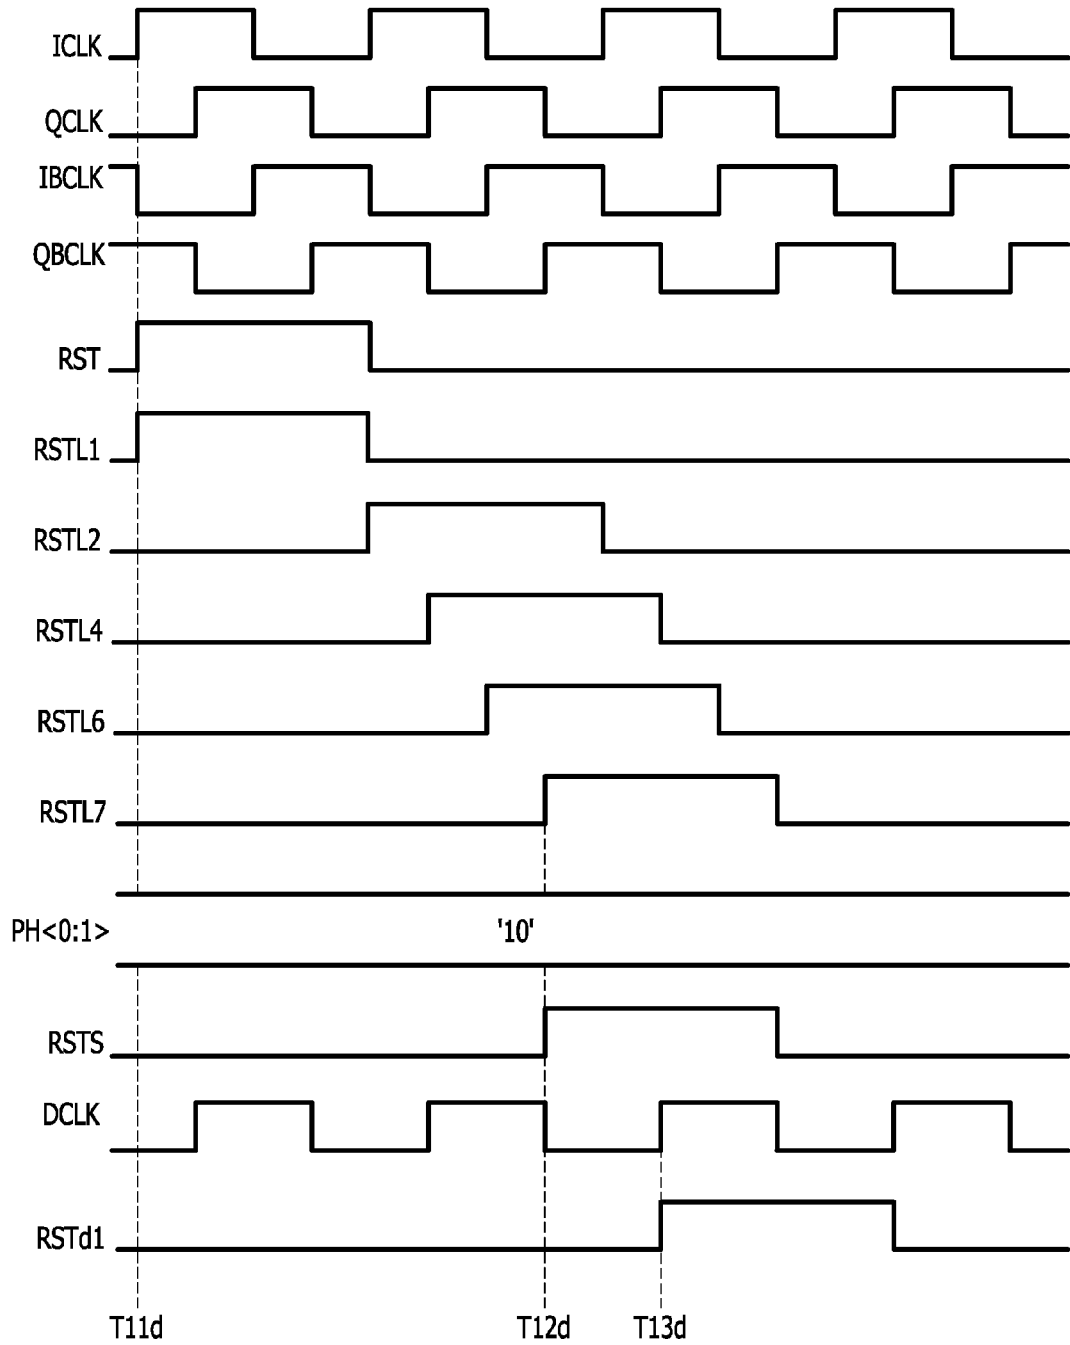 ICLK
QCLK
IBCLK
QBCLK
RST
RSTL1
RSTL2
RSTL4
RSTL6
RSTL7
PH<0:1> '10'
RSTS
DCLK
RSTd1
T11d T12d T13d